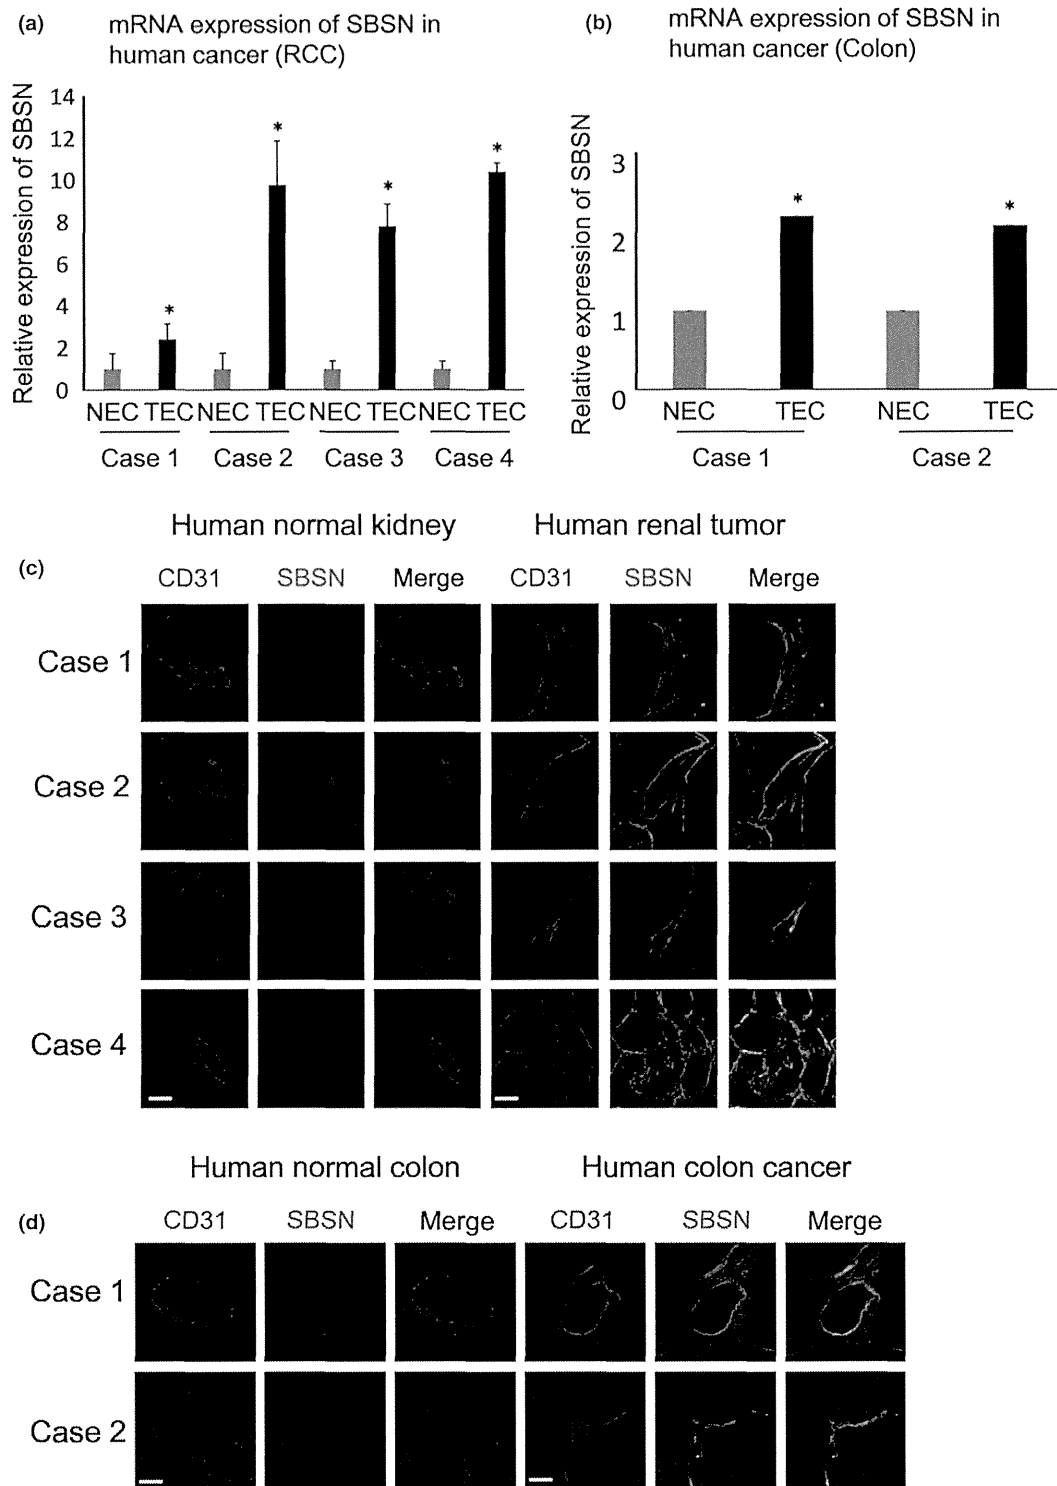 (a)
mRNA expression of SBSN in
human cancer (RCC)
Relative expression of SBSN
14
12
10
8
6
4
2
0
*
*
*
*
NEC TEC NEC TEC NEC TEC NEC TEC
Case 1 Case 2 Case 3 Case 4
(b)
mRNA expression of SBSN in
human cancer (Colon)
Relative expression of SBSN
3
2
1
0
*
*
NEC TEC NEC TEC
Case 1 Case 2
(c)
Human normal kidney Human renal tumor
CD31 SBSN Merge CD31 SBSN Merge
Case 1
Case 2
Case 3
Case 4
(d)
Human normal colon Human colon cancer
CD31 SBSN Merge CD31 SBSN Merge
Case 1
Case 2